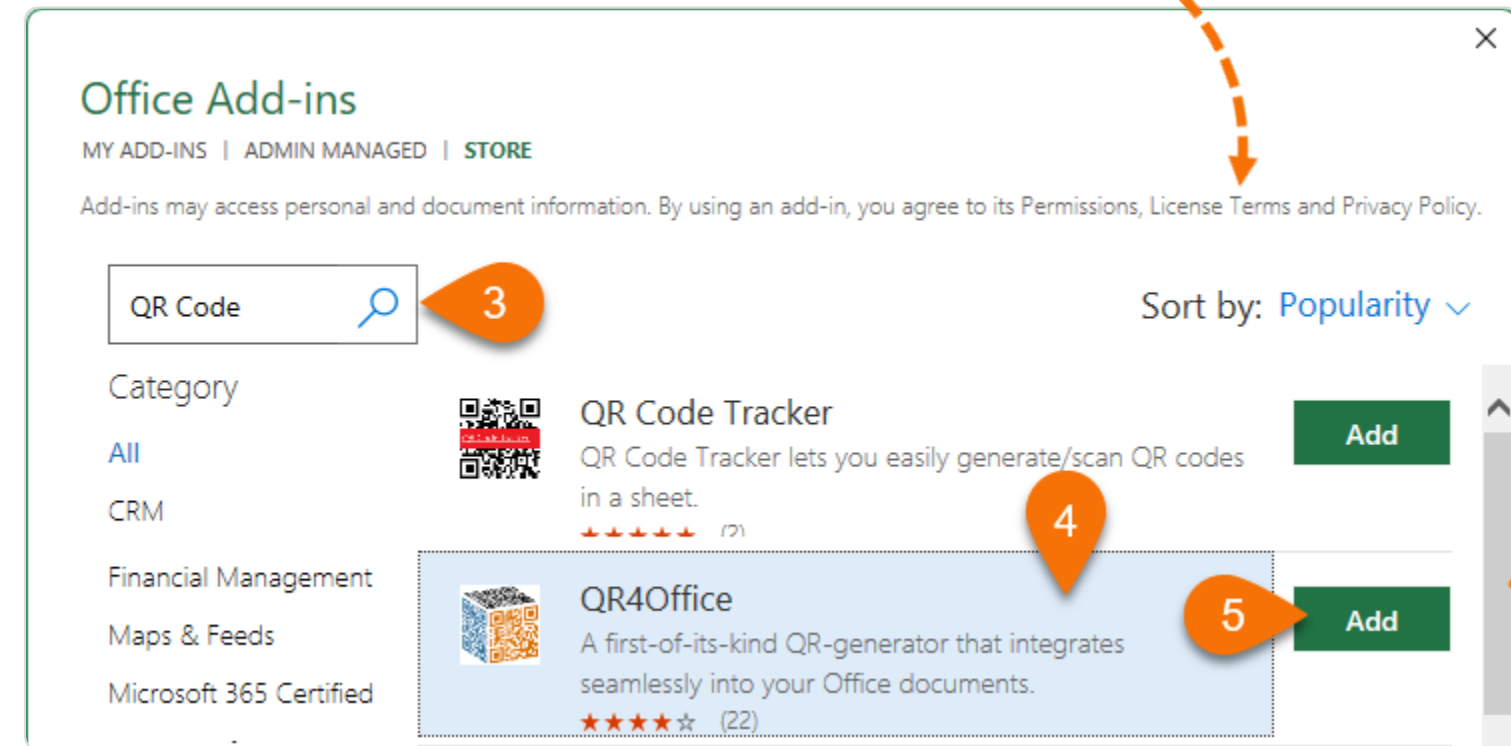 Office Add-ins
MY ADD-INS | ADMIN MANAGED | STORE
Add-ins may access personal and document information. By using an add-in, you agree to its Permissions, License Terms and Privacy Policy.
QR Code
3
Sort by: Popularity
Category
All
CRM
Financial Management
Maps & Feeds
Microsoft 365 Certified
QR Code Tracker
QR Code Tracker lets you easily generate/scan QR codes
in a sheet.
(2)
Add
4
QR4Office
A first-of-its-kind QR-generator that integrates
seamlessly into your Office documents.
(22)
5
Add